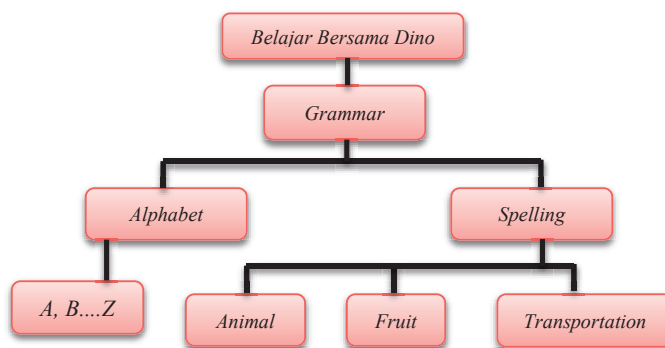 Belajar Bersama Dino
Grammar
Alphabet
Spelling
A, B....Z
Animal
Fruit
Transportation